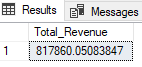 Results Messages
Total_Revenue
1 817860.05083847